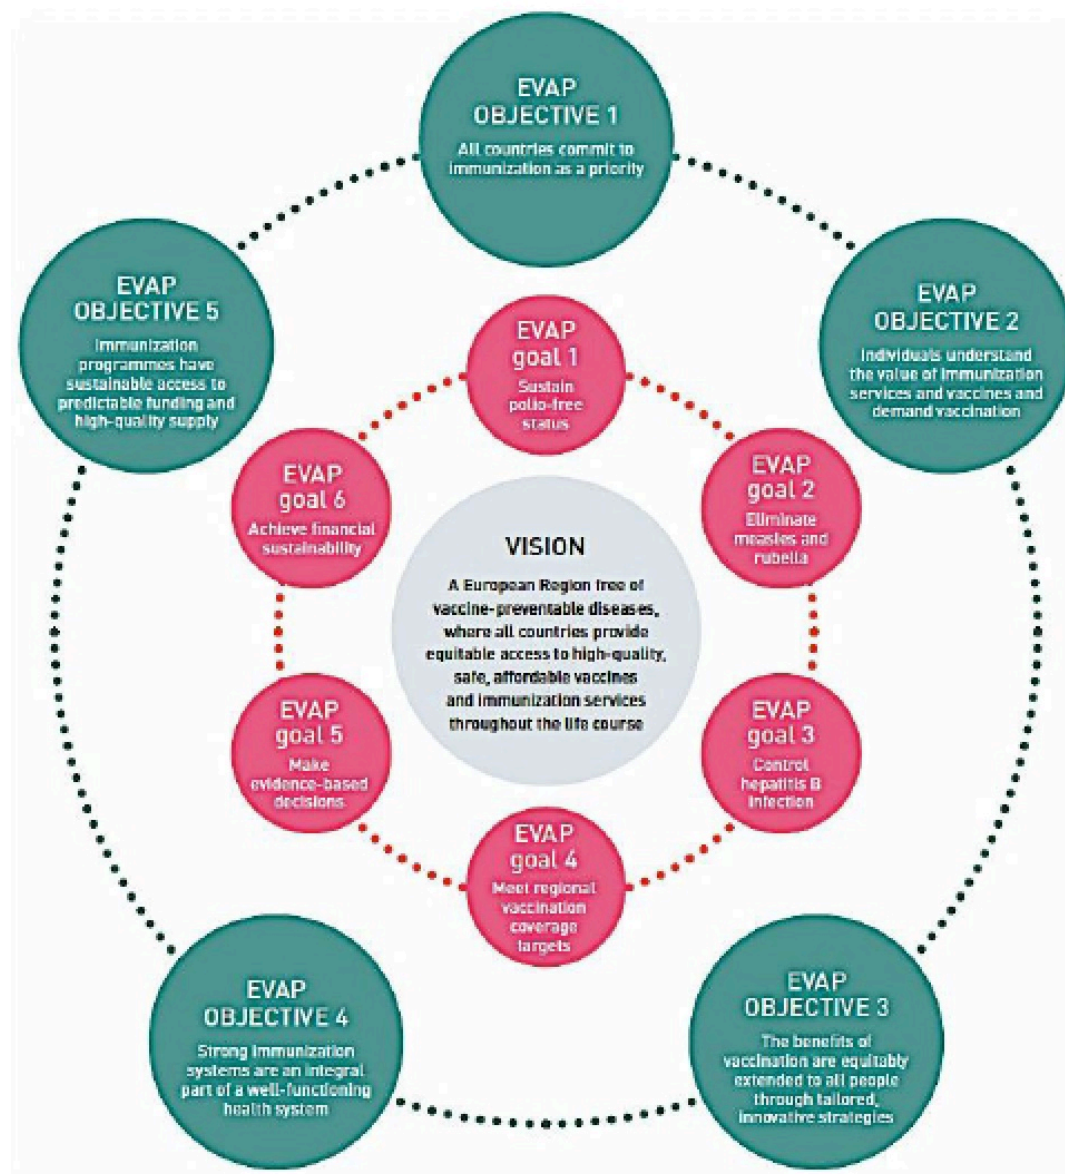 EVAP
OBJECTIVE 1
All countries commit to
immunization as a priority
EVAP
OBJECTIVE 2
Individuals understand
the value of immunization
services and vaccines and
demand vaccination
EVAP
OBJECTIVE 3
The benefits of
vaccination are equitably
extended to all people
through tailored,
innovative strategies
EVAP
OBJECTIVE 4
Strong immunization
systems are an integral
part of a well-functioning
health system
EVAP
OBJECTIVE 5
Immunization
programmes have
sustainable access to
predictable funding and
high-quality supply
EVAP
goal 1
Sustain
polio-free
status
EVAP
goal 2
Eliminate
measles and
rubella
EVAP
goal 3
Control
hepatitis B
infection
EVAP
goal 4
Meet regional
vaccination
coverage
targets
EVAP
goal 5
Make
evidence-based
decisions
EVAP
goal 6
Achieve financial
sustainability
VISION
A European Region free of
vaccine-preventable diseases,
where all countries provide
equitable access to high-quality,
safe, affordable vaccines
and immunization services
throughout the life course